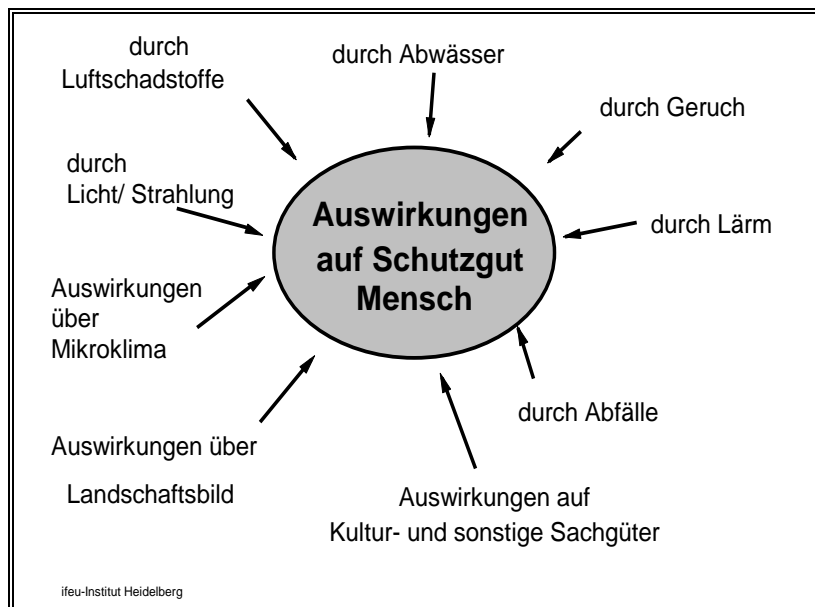 durch
Luftschadstoffe
durch Abwässer
durch Geruch
durch
Licht/ Strahlung
durch Lärm
Auswirkungen
auf Schutzgut
Mensch
Auswirkungen
über
Mikroklima
durch Abfälle
Auswirkungen über
Landschaftsbild
Auswirkungen auf
Kultur- und sonstige Sachgüter
ifeu-Institut Heidelberg